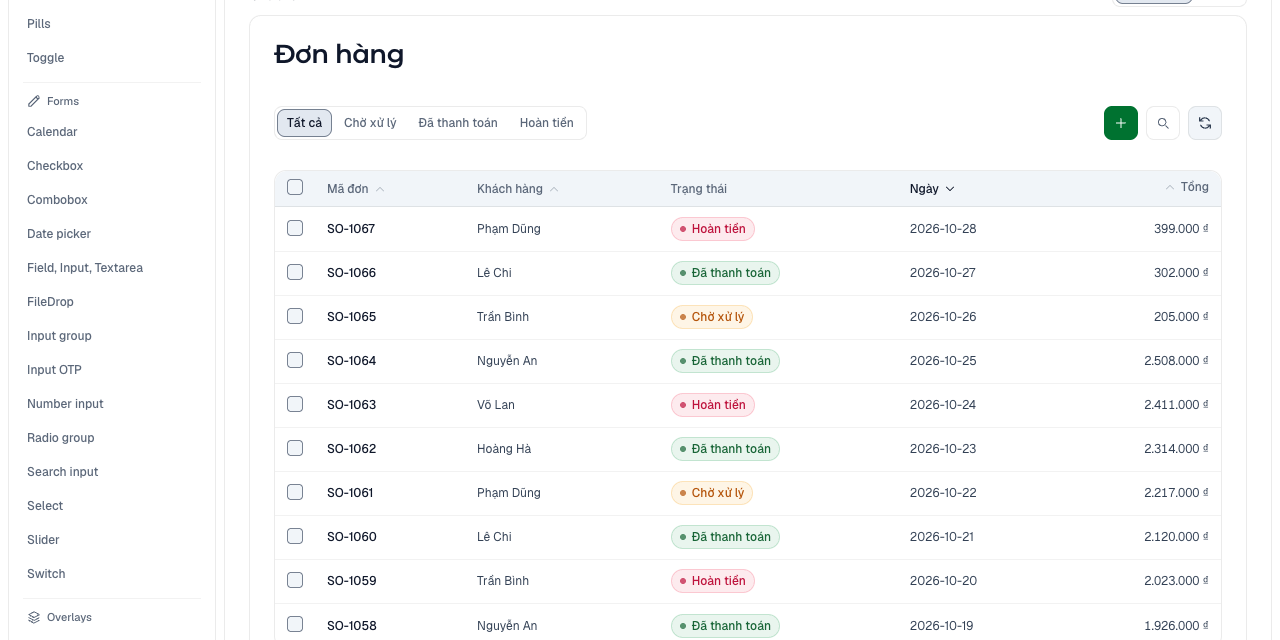 Pills
Toggle
Forms
Calendar
Checkbox
Combobox
Date picker
Field, Input, Textarea
FileDrop
Input group
Input OTP
Number input
Radio group
Search input
Select
Slider
Switch
Overlays
Đơn hàng
Tất cả Chờ xử lý Đã thanh toán Hoàn tiền
Mã đơn Khách hàng Trạng thái Ngày Tổng
SO-1067 Phạm Dũng Hoàn tiền 2026-10-28 399.000 ₫
SO-1066 Lê Chi Đã thanh toán 2026-10-27 302.000 ₫
SO-1065 Trần Bình Chờ xử lý 2026-10-26 205.000 ₫
SO-1064 Nguyễn An Đã thanh toán 2026-10-25 2.508.000 ₫
SO-1063 Võ Lan Hoàn tiền 2026-10-24 2.411.000 ₫
SO-1062 Hoàng Hà Đã thanh toán 2026-10-23 2.314.000 ₫
SO-1061 Phạm Dũng Chờ xử lý 2026-10-22 2.217.000 ₫
SO-1060 Lê Chi Đã thanh toán 2026-10-21 2.120.000 ₫
SO-1059 Trần Bình Hoàn tiền 2026-10-20 2.023.000 ₫
SO-1058 Nguyễn An Đã thanh toán 2026-10-19 1.926.000 ₫